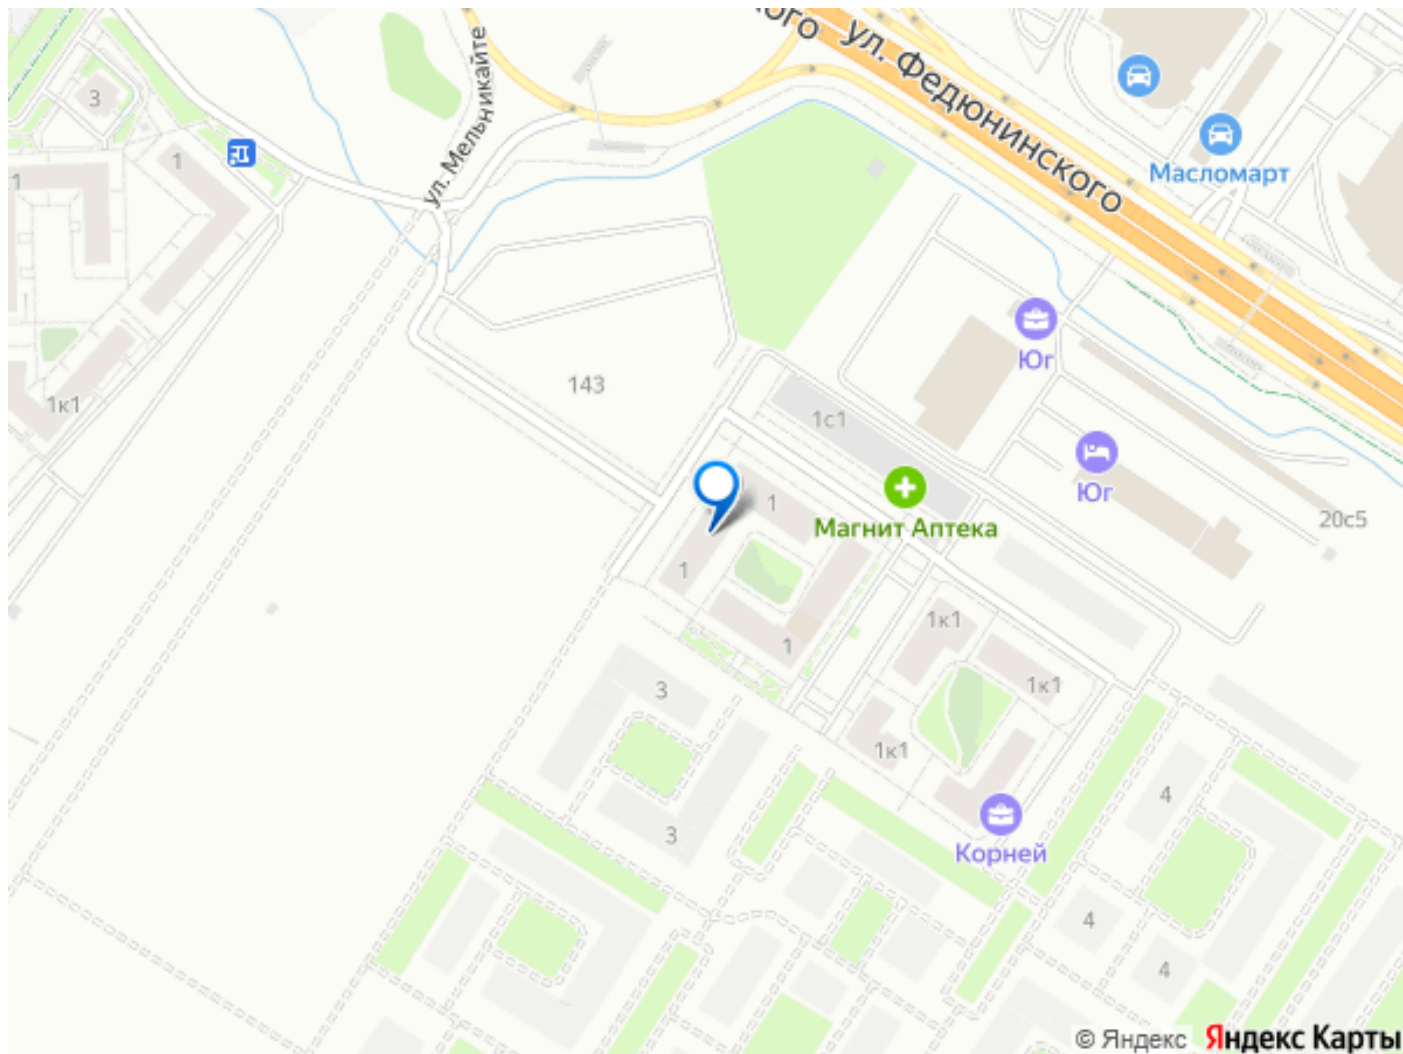 ого
ул. Федюнинского
ул. Мельникайте
3
1
1
Масломарт
Юг
143
1к1
1с1
Юг
1
Магнит Аптека
20с5
1
1к1
1
3
1к1
1к1
4
3
Корней
4
4
© Яндекс Яндекс Карты